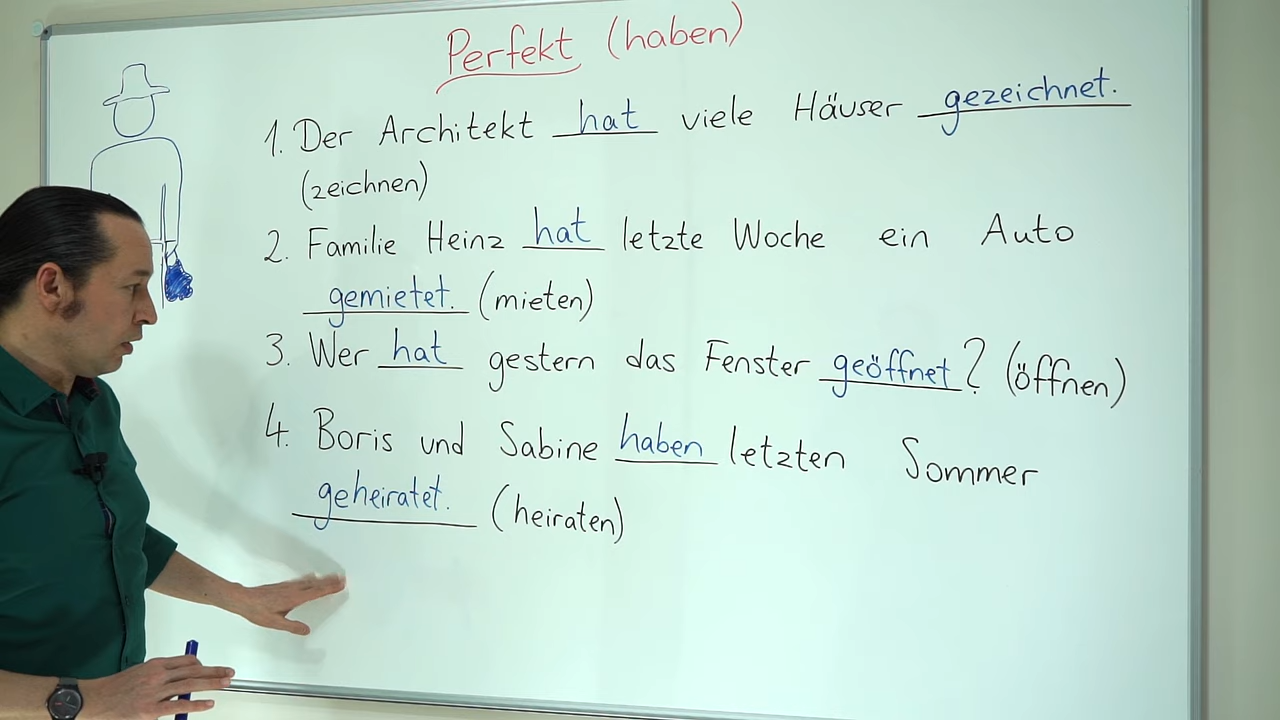 Perfekt (haben)
1. Der Architekt hat viele Häuser gezeichnet.
(zeichnen)
2. Familie Heinz hat letzte Woche ein Auto
gemietet. (mieten)
3. Wer hat gestern das Fenster geöffnet? (öffnen)
4. Boris und Sabine haben letzten Sommer
geheiratet. (heiraten)